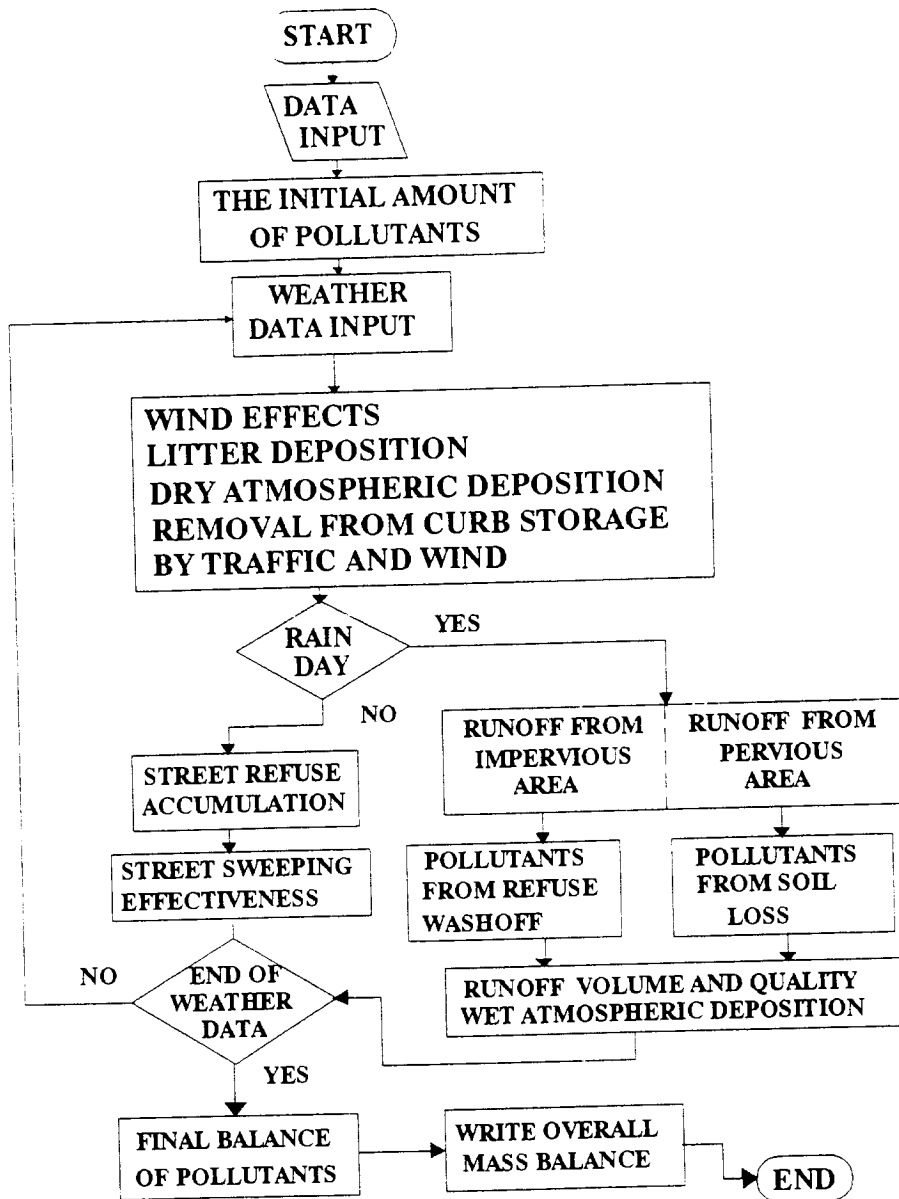 START
DATA
INPUT
THE INITIAL AMOUNT
OF POLLUTANTS
WEATHER
DATA INPUT
WIND EFFECTS
LITTER DEPOSITION
DRY ATMOSPHERIC DEPOSITION
REMOVAL FROM CURB STORAGE
BY TRAFFIC AND WIND
RAIN
DAY
YES
NO
STREET REFUSE
ACCUMULATION
STREET SWEEPING
EFFECTIVENESS
RUNOFF FROM
IMPERVIOUS
AREA
RUNOFF FROM
PERVIOUS
AREA
POLLUTANTS
FROM REFUSE
WASHOFF
POLLUTANTS
FROM SOIL
LOSS
RUNOFF VOLUME AND QUALITY
WET ATMOSPHERIC DEPOSITION
NO
END OF
WEATHER
DATA
YES
FINAL BALANCE
OF POLLUTANTS
WRITE OVERALL
MASS BALANCE
END